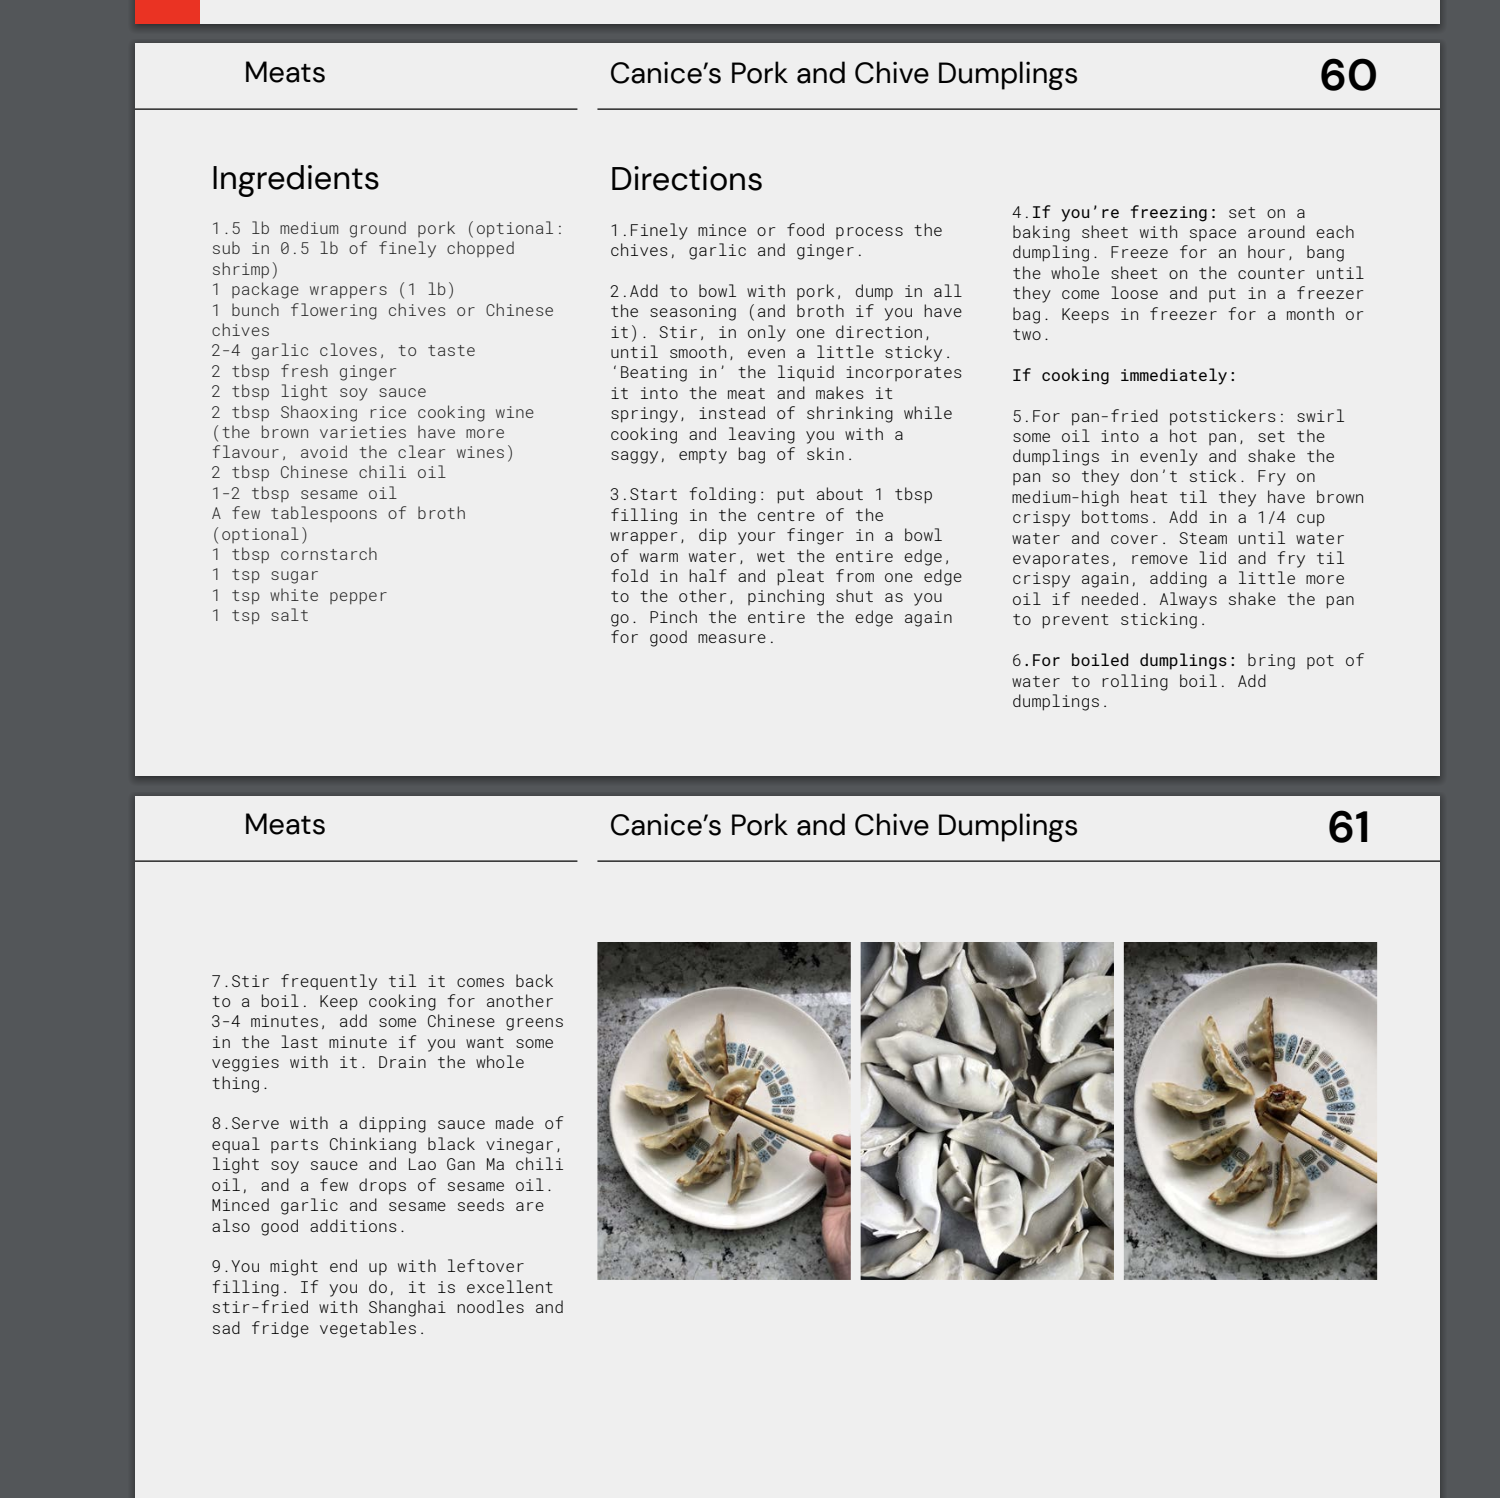 Meats
Canice’s Pork and Chive Dumplings
60
Ingredients
1.5 lb medium ground pork (optional:
sub in 0.5 lb of finely chopped
shrimp)
1 package wrappers (1 lb)
1 bunch flowering chives or Chinese
chives
2-4 garlic cloves, to taste
2 tbsp fresh ginger
2 tbsp light soy sauce
2 tbsp Shaoxing rice cooking wine
(the brown varieties have more
flavour, avoid the clear wines)
2 tbsp Chinese chili oil
1-2 tbsp sesame oil
A few tablespoons of broth
(optional)
1 tbsp cornstarch
1 tsp sugar
1 tsp white pepper
1 tsp salt
Directions
1.Finely mince or food process the
chives, garlic and ginger.
2.Add to bowl with pork, dump in all
the seasoning (and broth if you have
it). Stir, in only one direction,
until smooth, even a little sticky.
‘Beating in’ the liquid incorporates
it into the meat and makes it
springy, instead of shrinking while
cooking and leaving you with a
saggy, empty bag of skin.
3.Start folding: put about 1 tbsp
filling in the centre of the
wrapper, dip your finger in a bowl
of warm water, wet the entire edge,
fold in half and pleat from one edge
to the other, pinching shut as you
go. Pinch the entire the edge again
for good measure.
4.If you’re freezing: set on a
baking sheet with space around each
dumpling. Freeze for an hour, bang
the whole sheet on the counter until
they come loose and put in a freezer
bag. Keeps in freezer for a month or
two.
If cooking immediately:
5.For pan-fried potstickers: swirl
some oil into a hot pan, set the
dumplings in evenly and shake the
pan so they don’t stick. Fry on
medium-high heat til they have brown
crispy bottoms. Add in a 1/4 cup
water and cover. Steam until water
evaporates, remove lid and fry til
crispy again, adding a little more
oil if needed. Always shake the pan
to prevent sticking.
6.For boiled dumplings: bring pot of
water to rolling boil. Add
dumplings.
Meats
Canice’s Pork and Chive Dumplings
61
7.Stir frequently til it comes back
to a boil. Keep cooking for another
3-4 minutes, add some Chinese greens
in the last minute if you want some
veggies with it. Drain the whole
thing.
8.Serve with a dipping sauce made of
equal parts Chinkiang black vinegar,
light soy sauce and Lao Gan Ma chili
oil, and a few drops of sesame oil.
Minced garlic and sesame seeds are
also good additions.
9.You might end up with leftover
filling. If you do, it is excellent
stir-fried with Shanghai noodles and
sad fridge vegetables.